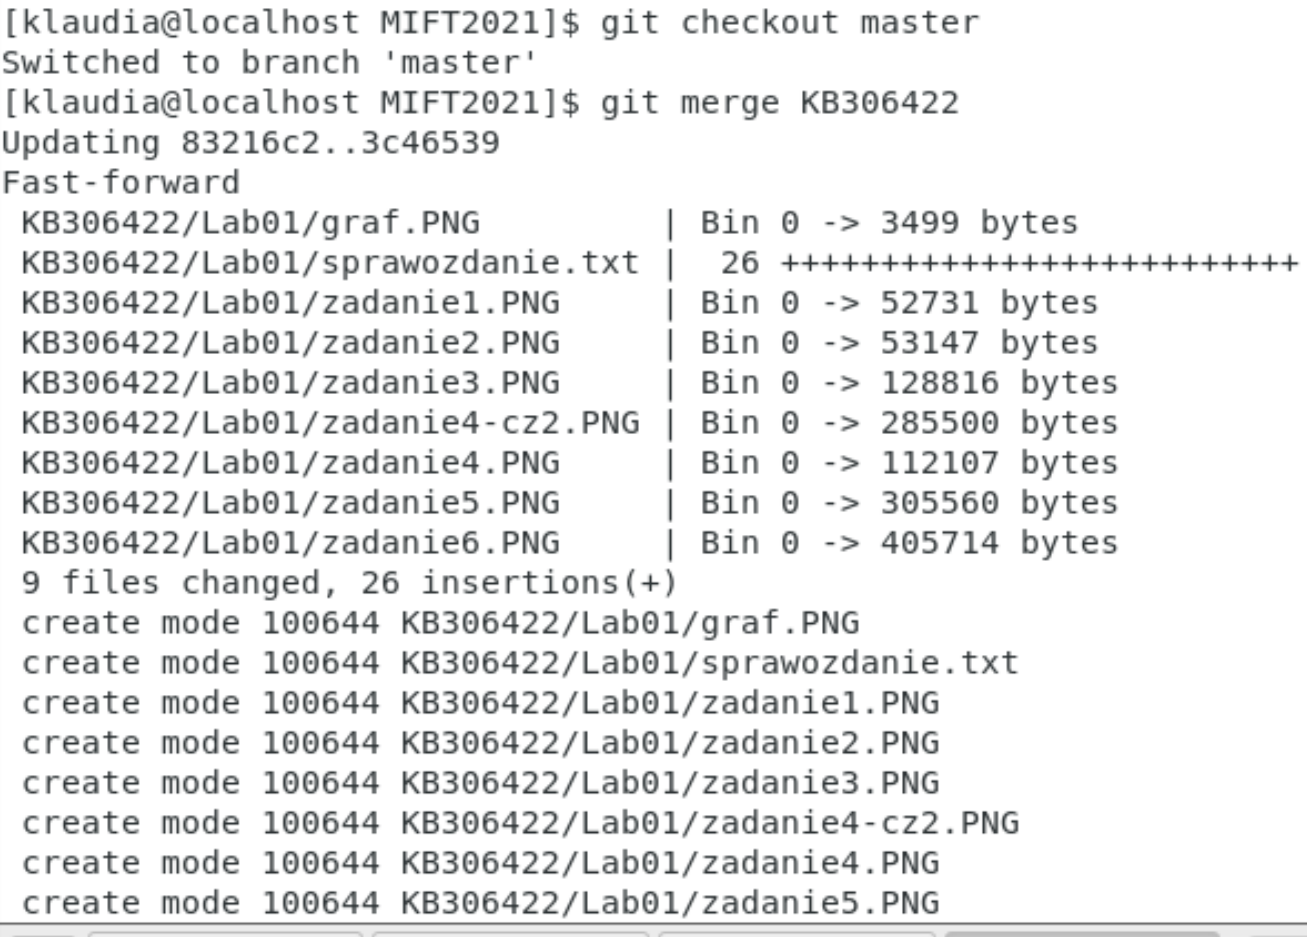 [klaudia@localhost MIFT2021]$ git checkout master
Switched to branch 'master'
[klaudia@localhost MIFT2021]$ git merge KB306422
Updating 83216c2..3c46539
Fast-forward
 KB306422/Lab01/graf.PNG         | Bin 0 -> 3499 bytes
 KB306422/Lab01/sprawozdanie.txt |  26 ++++++++++++++++++++++++++
 KB306422/Lab01/zadanie1.PNG     | Bin 0 -> 52731 bytes
 KB306422/Lab01/zadanie2.PNG     | Bin 0 -> 53147 bytes
 KB306422/Lab01/zadanie3.PNG     | Bin 0 -> 128816 bytes
 KB306422/Lab01/zadanie4-cz2.PNG | Bin 0 -> 285500 bytes
 KB306422/Lab01/zadanie4.PNG     | Bin 0 -> 112107 bytes
 KB306422/Lab01/zadanie5.PNG     | Bin 0 -> 305560 bytes
 KB306422/Lab01/zadanie6.PNG     | Bin 0 -> 405714 bytes
 9 files changed, 26 insertions(+)
 create mode 100644 KB306422/Lab01/graf.PNG
 create mode 100644 KB306422/Lab01/sprawozdanie.txt
 create mode 100644 KB306422/Lab01/zadanie1.PNG
 create mode 100644 KB306422/Lab01/zadanie2.PNG
 create mode 100644 KB306422/Lab01/zadanie3.PNG
 create mode 100644 KB306422/Lab01/zadanie4-cz2.PNG
 create mode 100644 KB306422/Lab01/zadanie4.PNG
 create mode 100644 KB306422/Lab01/zadanie5.PNG